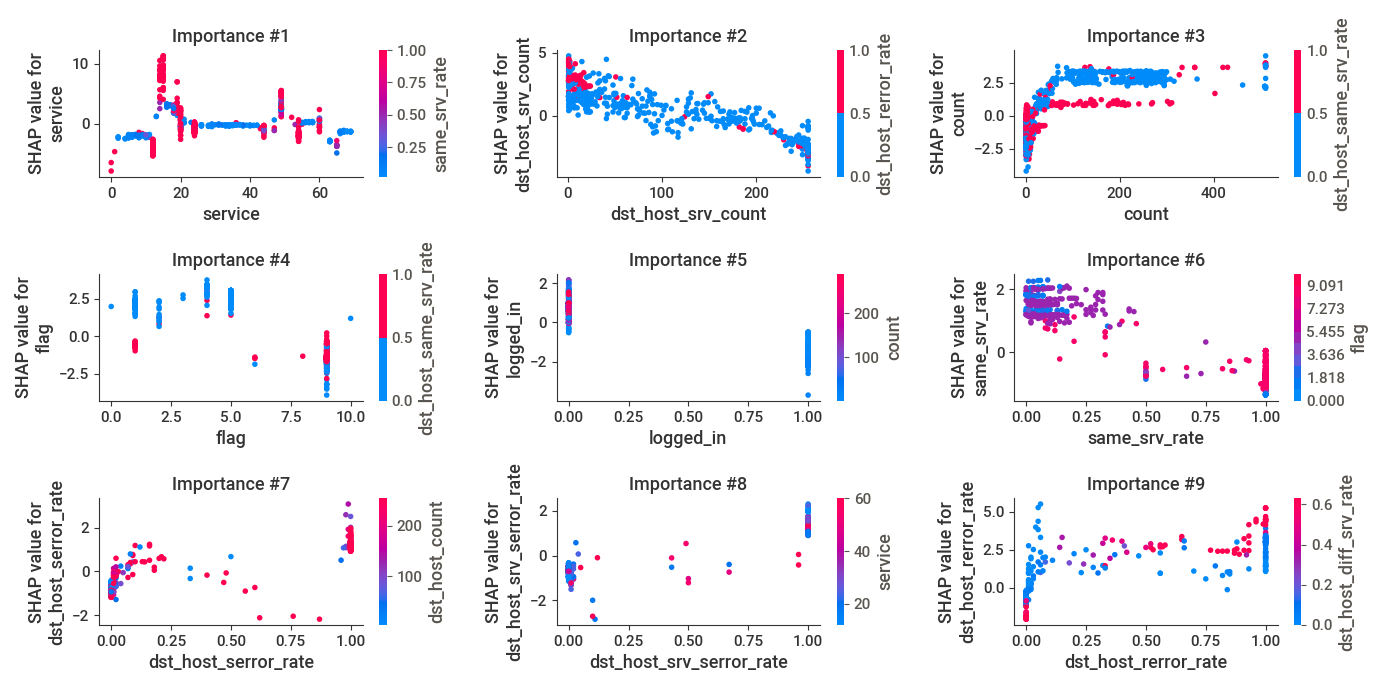 Importance #1
SHAP value for
service
10
0
0
20
40
60
service
1.00
0.75
0.50
0.25
same_srv_rate
Importance #2
SHAP value for
dst_host_srv_count
5
0
0
100
200
dst_host_srv_count
1.0
0.5
0.0
dst_host_rerror_rate
Importance #3
SHAP value for
count
2.5
0.0
−2.5
0
200
400
count
1.0
0.5
0.0
dst_host_same_srv_rate
Importance #4
SHAP value for
flag
2.5
0.0
−2.5
0.0
2.5
5.0
7.5
10.0
flag
1.0
0.5
0.0
dst_host_same_srv_rate
Importance #5
SHAP value for
logged_in
2
0
−2
0.00
0.25
0.50
0.75
1.00
logged_in
200
100
count
Importance #6
SHAP value for
same_srv_rate
2
0
0.00
0.25
0.50
0.75
1.00
same_srv_rate
9.091
7.273
5.455
3.636
1.818
0.000
flag
Importance #7
SHAP value for
dst_host_serror_rate
2
0
−2
0.00
0.25
0.50
0.75
1.00
dst_host_serror_rate
200
100
dst_host_count
Importance #8
SHAP value for
dst_host_srv_serror_rate
2
0
−2
0.00
0.25
0.50
0.75
1.00
dst_host_srv_serror_rate
60
40
20
service
Importance #9
SHAP value for
dst_host_rerror_rate
5.0
2.5
0.0
0.00
0.25
0.50
0.75
1.00
dst_host_rerror_rate
0.6
0.4
0.2
0.0
dst_host_diff_srv_rate